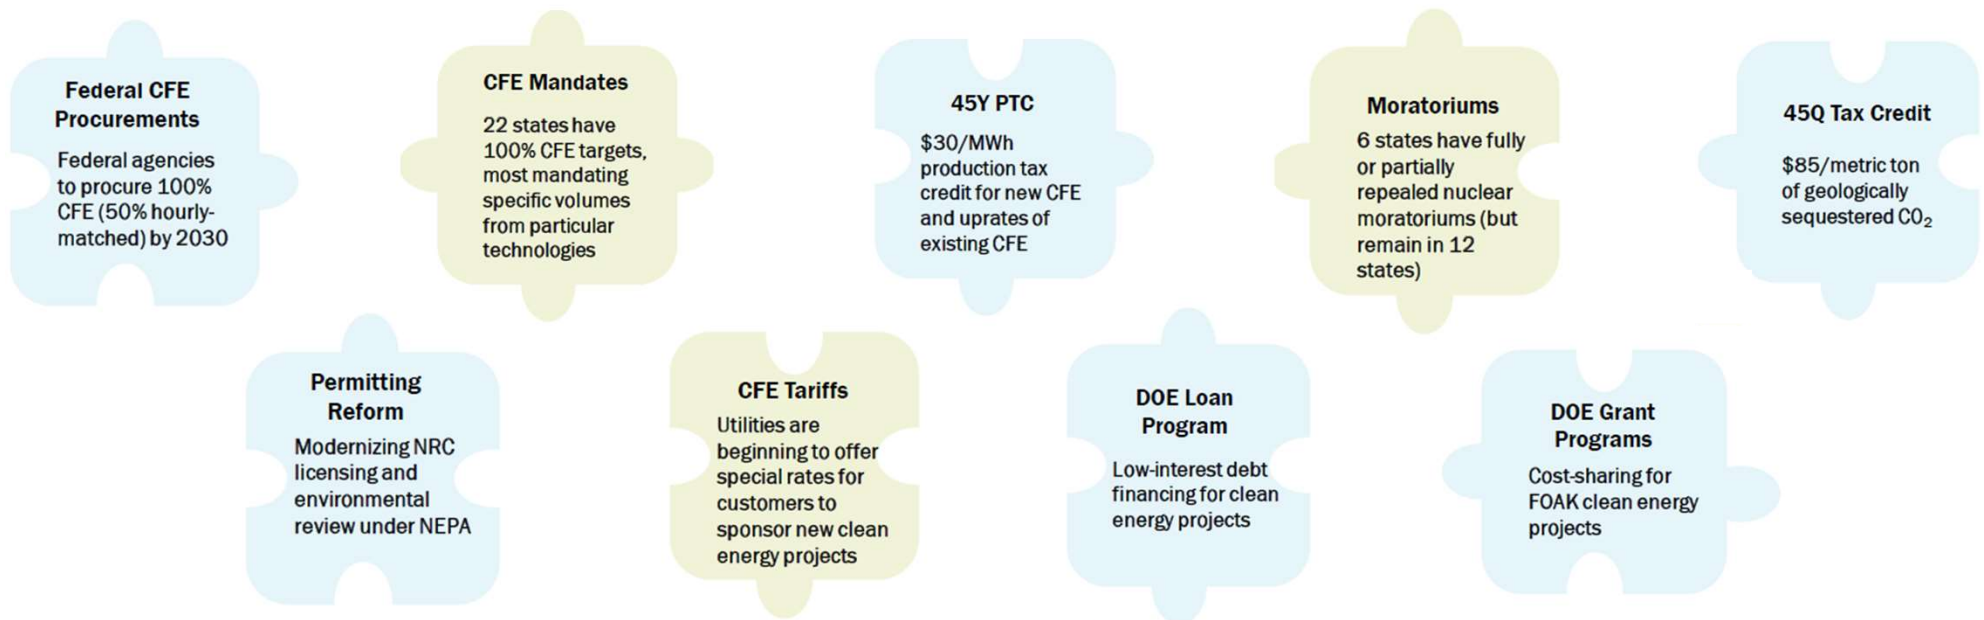 Federal CFE
Procurements
Federal agencies
to procure 100%
CFE (50% hourly-
matched) by 2030
CFE Mandates
22 states have
100% CFE targets,
most mandating
specific volumes
from particular
technologies
45Y PTC
$30/MWh
production tax
credit for new CFE
and uprates of
existing CFE
Moratoriums
6 states have fully
or partially
repealed nuclear
moratoriums (but
remain in 12
states)
45Q Tax Credit
$85/metric ton
of geologically
sequestered CO₂
Permitting
Reform
Modernizing NRC
licensing and
environmental
review under NEPA
CFE Tariffs
Utilities are
beginning to offer
special rates for
customers to
sponsor new clean
energy projects
DOE Loan
Program
Low-interest debt
financing for clean
energy projects
DOE Grant
Programs
Cost-sharing for
FOAK clean energy
projects